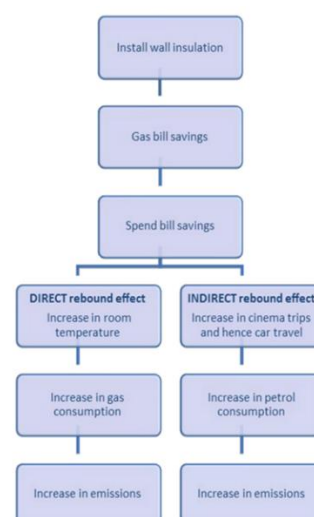 Install wall insulation
Gas bill savings
Spend bill savings
DIRECT rebound effect
Increase in room
temperature
INDIRECT rebound effect
Increase in cinema trips
and hence car travel
Increase in gas
consumption
Increase in petrol
consumption
Increase in emissions
Increase in emissions